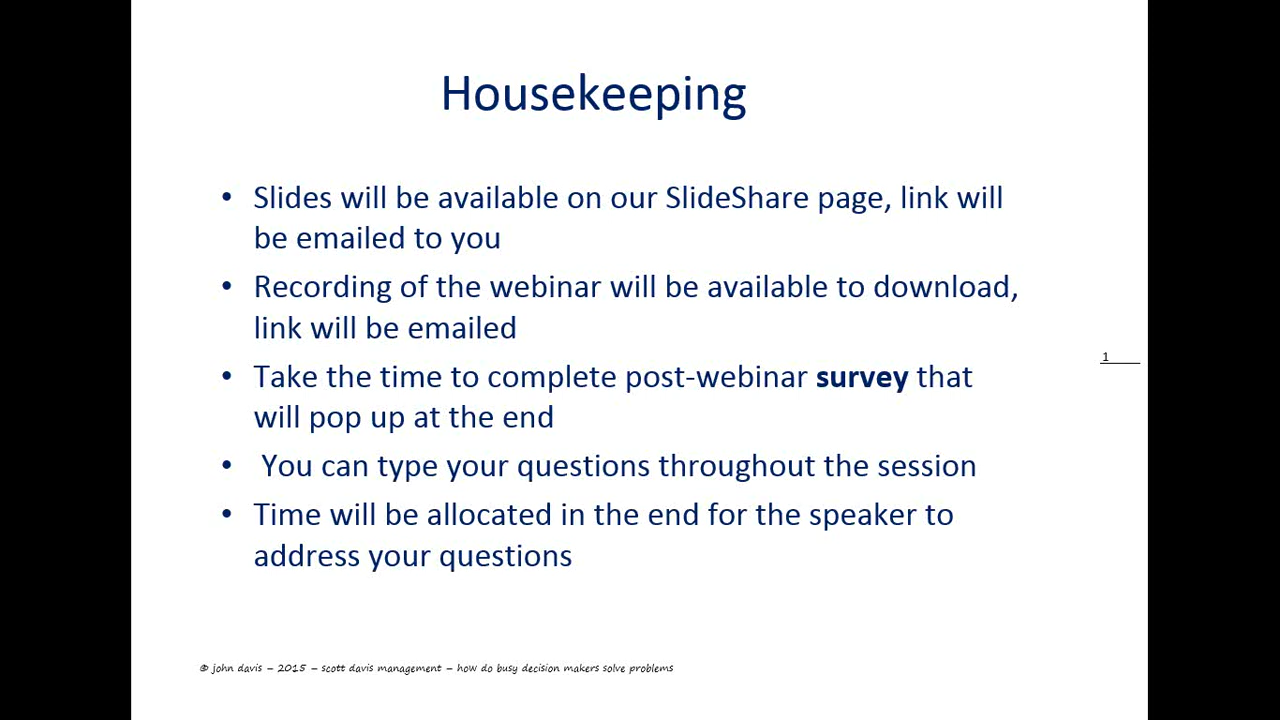 Housekeeping
• Slides will be available on our SlideShare page, link will
be emailed to you
• Recording of the webinar will be available to download,
link will be emailed
• Take the time to complete post-webinar survey that
will pop up at the end
• You can type your questions throughout the session
• Time will be allocated in the end for the speaker to
address your questions
1
© john davis – 2015 – scott davis management – how do busy decision makers solve problems